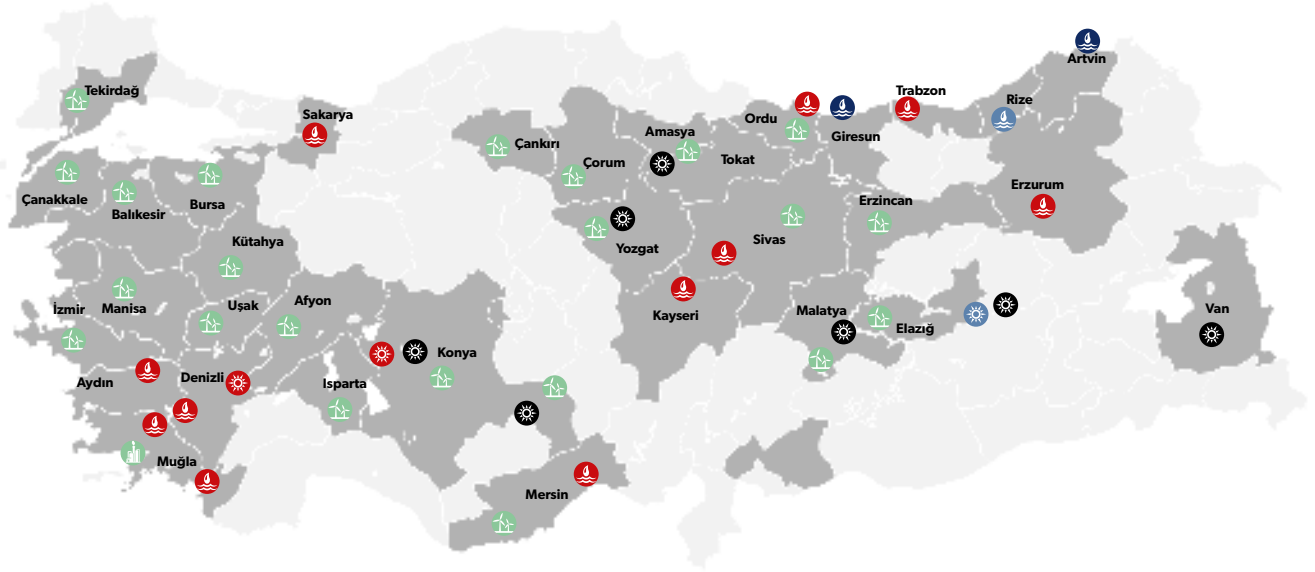 Artvin
Tekirdağ
Trabzon
Rize
Sakarya
Ordu
Giresun
Amasya
Çankırı
Çorum
Tokat
Erzurum
Çanakkale
Balıkesir
Bursa
Erzincan
Kütahya
Yozgat
Sivas
İzmir
Manisa
Uşak
Afyon
Kayseri
Malatya
Elazığ
Van
Konya
Aydın
Denizli
Isparta
Muğla
Mersin